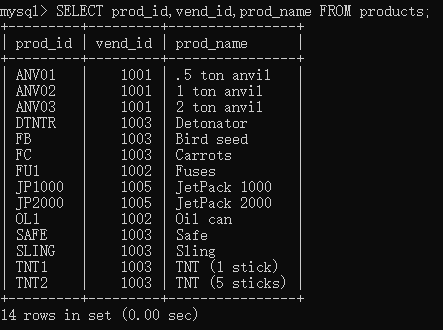 mysql> SELECT prod_id,vend_id,prod_name FROM products;
+---------+---------+----------------+
| prod_id | vend_id | prod_name      |
+---------+---------+----------------+
| ANV01   |    1001 | .5 ton anvil   |
| ANV02   |    1001 | 1 ton anvil    |
| ANV03   |    1001 | 2 ton anvil    |
| DTNTR   |    1003 | Detonator      |
| FB      |    1003 | Bird seed      |
| FC      |    1003 | Carrots        |
| FU1     |    1002 | Fuses          |
| JP1000  |    1005 | JetPack 1000   |
| JP2000  |    1005 | JetPack 2000   |
| OL1     |    1002 | Oil can        |
| SAFE    |    1003 | Safe           |
| SLING   |    1003 | Sling          |
| TNT1    |    1003 | TNT (1 stick)  |
| TNT2    |    1003 | TNT (5 sticks) |
+---------+---------+----------------+
14 rows in set (0.00 sec)